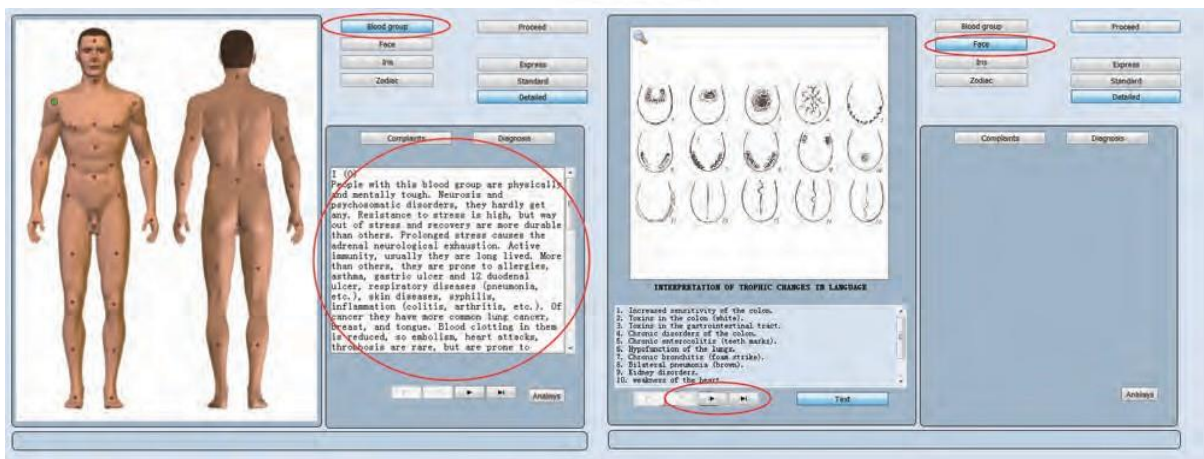 Blood group
Proceed
Face
Iris
Express
Zodiac
Standard
Detailed
Complaints
Diagnosis
I (O)
People with this blood group are physically
and mentally tough. Neurosis and
psychosomatic disorders, they hardly get
any. Resistance to stress is high, but way
out of stress and recovery are more durable
than others. Prolonged stress causes the
adrenal neurological exhaustion. Active
immunity, usually they are long lived. More
than others, they are prone to allergies,
asthma, gastric ulcer and 12 duodenal
ulcer, respiratory diseases (pneumonia,
etc.), skin diseases, syphilis,
inflammation (colitis, arthritis, etc.). Of
cancer they have more common lung cancer,
breast, and tongue. Blood clotting in them
is reduced, so embolism, heart attacks,
thrombosis are rare, but are prone to
Analays
INTERPRETATION OF TROPHIC CHANGES IN LANGUAGE
1. Increased sensitivity of the colon.
2. Toxins in the colon (white).
3. Toxins in the gastrointestinal tract.
4. Chronic disorders of the colon.
5. Chronic enterocolitis (teeth marks).
6. Hypofunction of the lungs.
7. Chronic bronchitis (foam strike).
8. Bilateral pneumonia (brown).
9. Kidney disorders.
10. weakness of the heart.
Text
Blood group
Proceed
Face
Iris
Express
Zodiac
Standard
Detailed
Complaints
Diagnosis
Analays